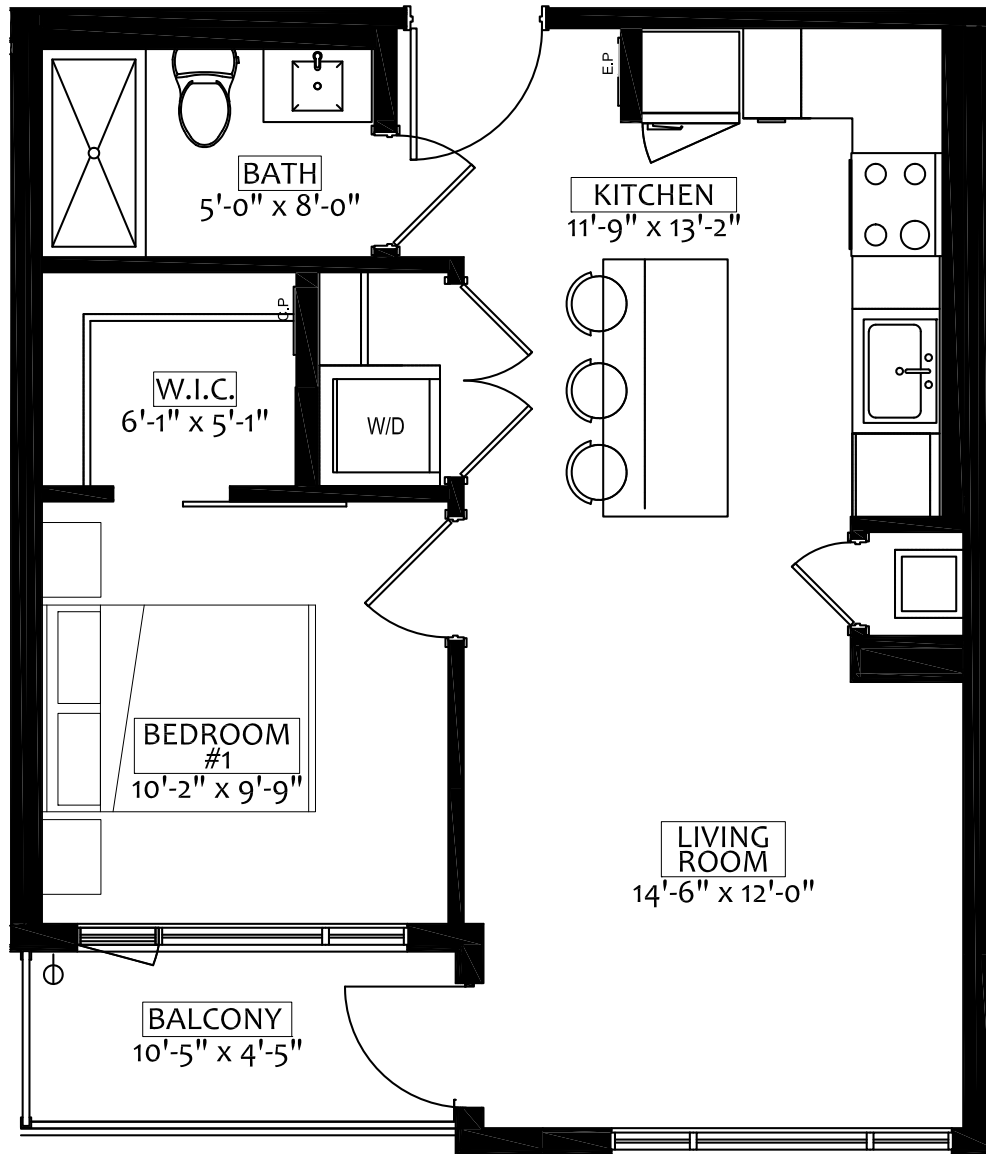 E.P
BATH
5'-0" x 8'-0"
KITCHEN
11'-9" x 13'-2"
C.P
W.I.C.
6'-1" x 5'-1"
W/D
BEDROOM
#1
10'-2" x 9'-9"
LIVING
ROOM
14'-6" x 12'-0"
BALCONY
10'-5" x 4'-5"